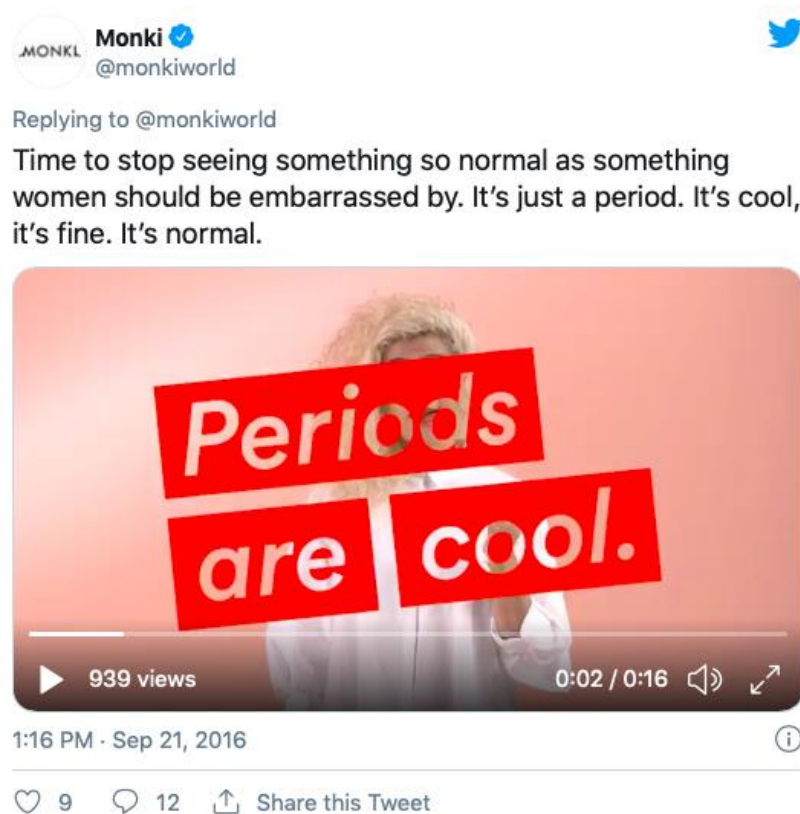 MONKI
Monki
@monkiworld
Replying to @monkiworld
Time to stop seeing something so normal as something
women should be embarrassed by. It’s just a period. It’s cool,
it’s fine. It’s normal.
Periods
are cool.
939 views
0:02 / 0:16
1:16 PM · Sep 21, 2016
9
12
Share this Tweet